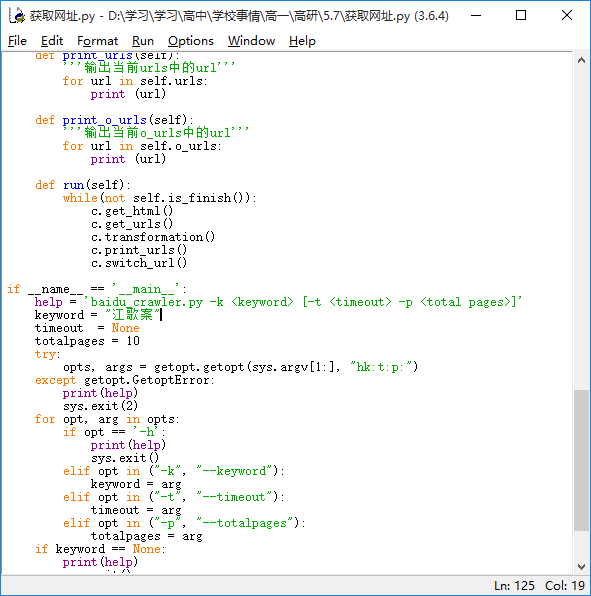 获取网址.py - D:\学习\学习\高中\学校事情\高一\高研\5.7\获取网址.py (3.6.4)
File Edit Format Run Options Window Help
    def print_urls(self):
        '''输出当前urls中的url'''
        for url in self.urls:
            print (url)

    def print_o_urls(self):
        '''输出当前o_urls中的url'''
        for url in self.o_urls:
            print (url)

    def run(self):
        while(not self.is_finish()):
            c.get_html()
            c.get_urls()
            c.transformation()
            c.print_urls()
            c.switch_url()

if __name__ == '__main__':
    help = 'baidu_crawler.py -k <keyword> [-t <timeout> -p <total pages>]'
    keyword = "江歌案"
    timeout  = None
    totalpages = 10
    try:
        opts, args = getopt.getopt(sys.argv[1:], "hk:t:p:")
    except getopt.GetoptError:
        print(help)
        sys.exit(2)
    for opt, arg in opts:
        if opt == '-h':
            print(help)
            sys.exit()
        elif opt in ("-k", "--keyword"):
            keyword = arg
        elif opt in ("-t", "--timeout"):
            timeout = arg
        elif opt in ("-p", "--totalpages"):
            totalpages = arg
    if keyword == None:
        print(help)
Ln: 125 Col: 19